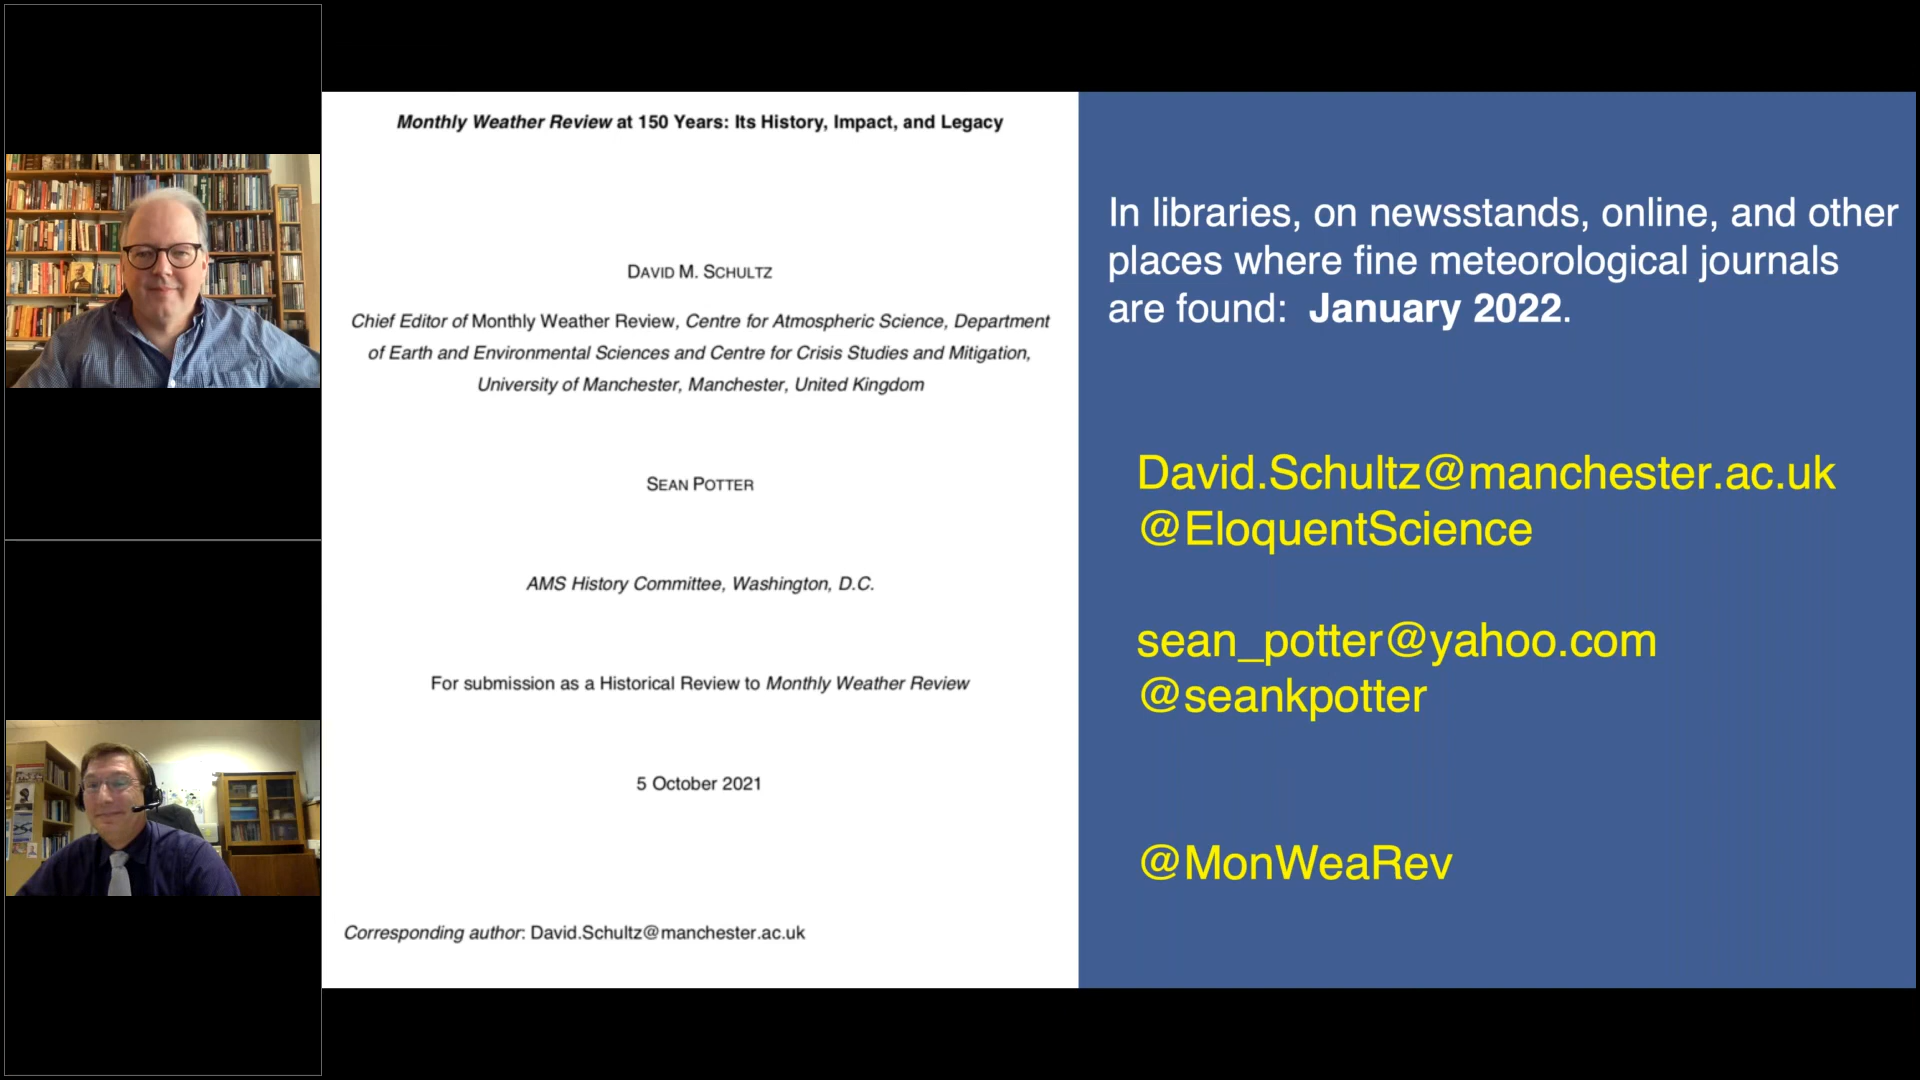 Monthly Weather Review at 150 Years: Its History, Impact, and Legacy
DAVID M. SCHULTZ
Chief Editor of Monthly Weather Review, Centre for Atmospheric Science, Department
of Earth and Environmental Sciences and Centre for Crisis Studies and Mitigation,
University of Manchester, Manchester, United Kingdom
SEAN POTTER
AMS History Committee, Washington, D.C.
For submission as a Historical Review to Monthly Weather Review
5 October 2021
Corresponding author: David.Schultz@manchester.ac.uk
In libraries, on newsstands, online, and other
places where fine meteorological journals
are found: January 2022.
David.Schultz@manchester.ac.uk
@EloquentScience
sean_potter@yahoo.com
@seankpotter
@MonWeaRev